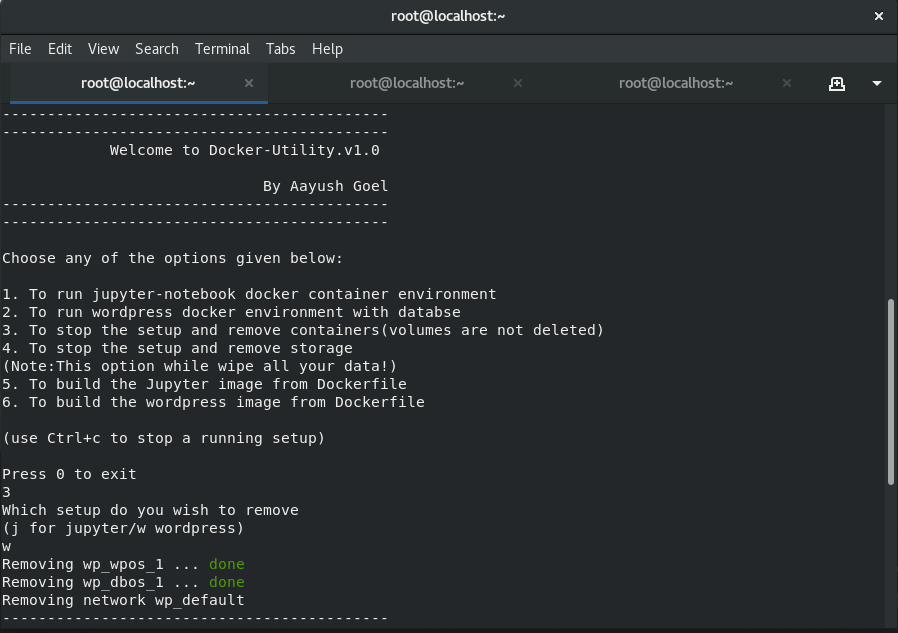 root@localhost:~
File Edit View Search Terminal Tabs Help
root@localhost:~ root@localhost:~ root@localhost:~
-------------------------------------------
-------------------------------------------
Welcome to Docker-Utility.v1.0
By Aayush Goel
-------------------------------------------
-------------------------------------------
Choose any of the options given below:
1. To run jupyter-notebook docker container environment
2. To run wordpress docker environment with databse
3. To stop the setup and remove containers(volumes are not deleted)
4. To stop the setup and remove storage
(Note:This option while wipe all your data!)
5. To build the Jupyter image from Dockerfile
6. To build the wordpress image from Dockerfile
(use Ctrl+c to stop a running setup)
Press 0 to exit
3
Which setup do you wish to remove
(j for jupyter/w wordpress)
w
Removing wp_wpos_1 ... done
Removing wp_dbos_1 ... done
Removing network wp_default
-------------------------------------------